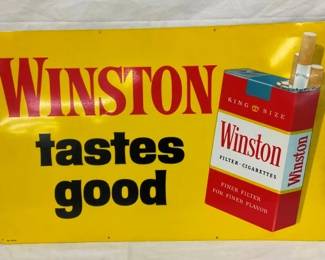 WINSTON
tastes
good
KING SIZE
Winston
FILTER-CIGARETTES
FINER FILTER
FOR FINER FLAVOR
Winston